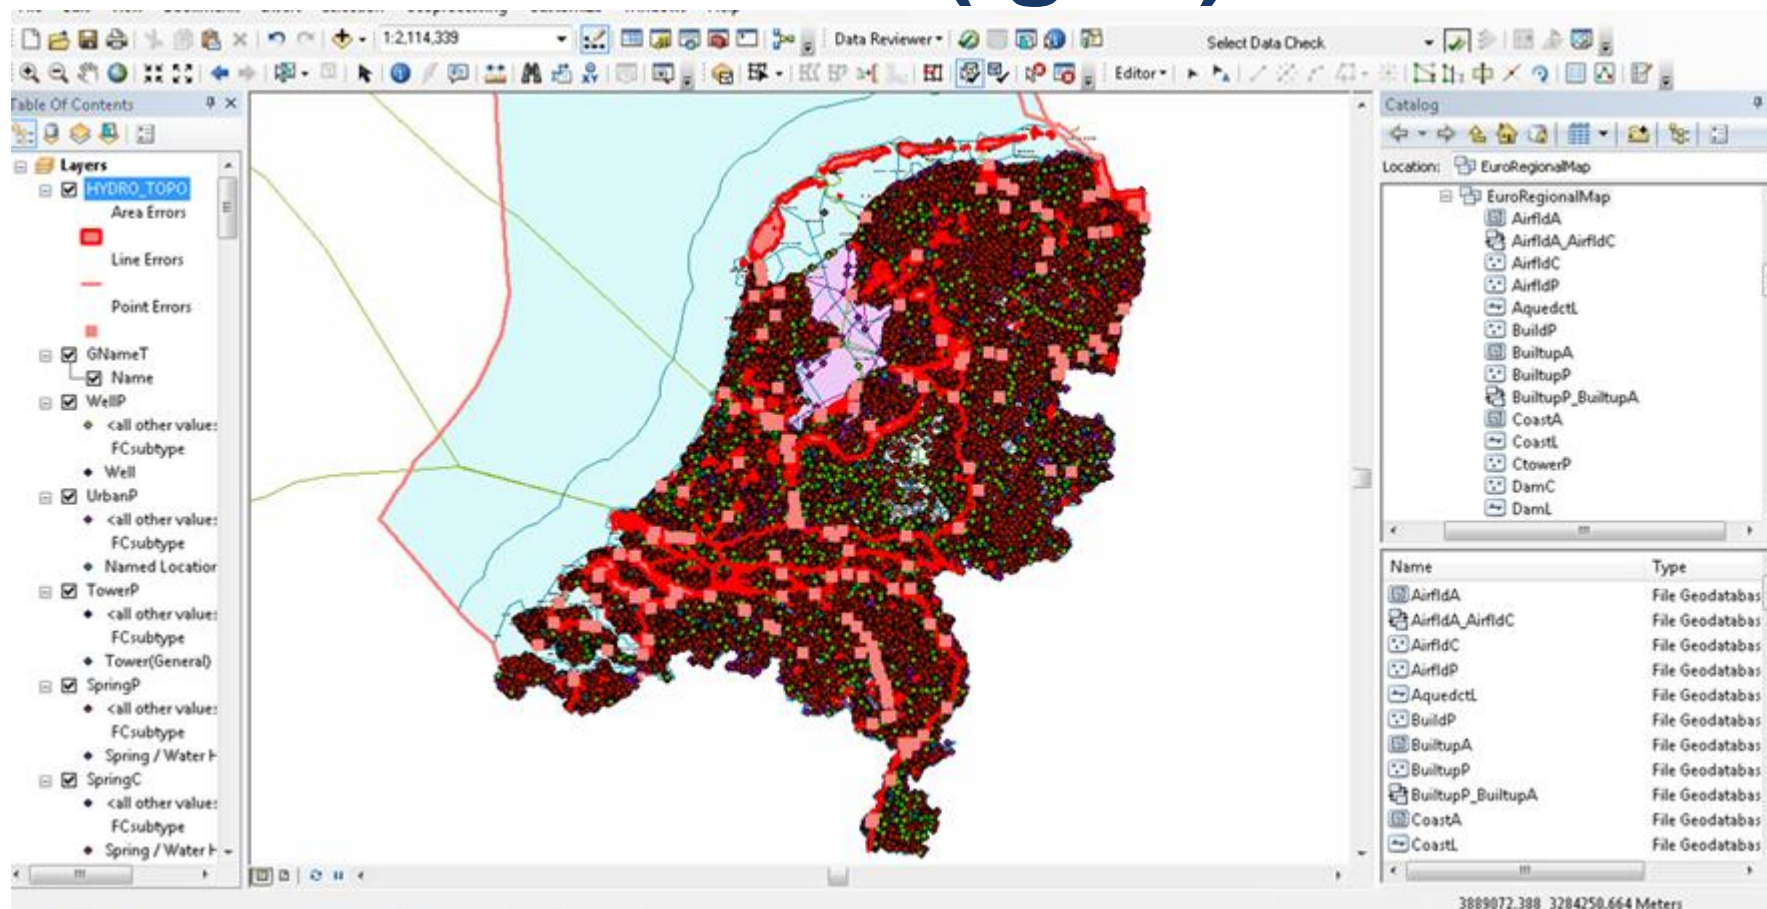 1:2,114,339
Data Reviewer
Select Data Check
Editor
Table Of Contents
Layers
HYDRO_TOPO
Area Errors
Line Errors
Point Errors
GNameT
Name
WellP
<all other value:
FCsubtype
Well
UrbanP
<all other value:
FCsubtype
Named Location
TowerP
<all other value:
FCsubtype
Tower(General)
SpringP
<all other value:
FCsubtype
Spring / Water H
SpringC
<all other value:
FCsubtype
Spring / Water H
Catalog
Location: EuroRegionalMap
EuroRegionalMap
AirfldA
AirfldA_AirfldC
AirfldC
AirfldP
AquedctL
BuildP
BuiltupA
BuiltupP
BuiltupP_BuiltupA
CoastA
CoastL
CtowerP
DamC
DamL
Name Type
AirfldA File Geodatabas
AirfldA_AirfldC File Geodatabas
AirfldC File Geodatabas
AirfldP File Geodatabas
AquedctL File Geodatabas
BuildP File Geodatabas
BuiltupA File Geodatabas
BuiltupP File Geodatabas
BuiltupP_BuiltupA File Geodatabas
CoastA File Geodatabas
CoastL File Geodatabas
3889072,388 3284250,664 Meters